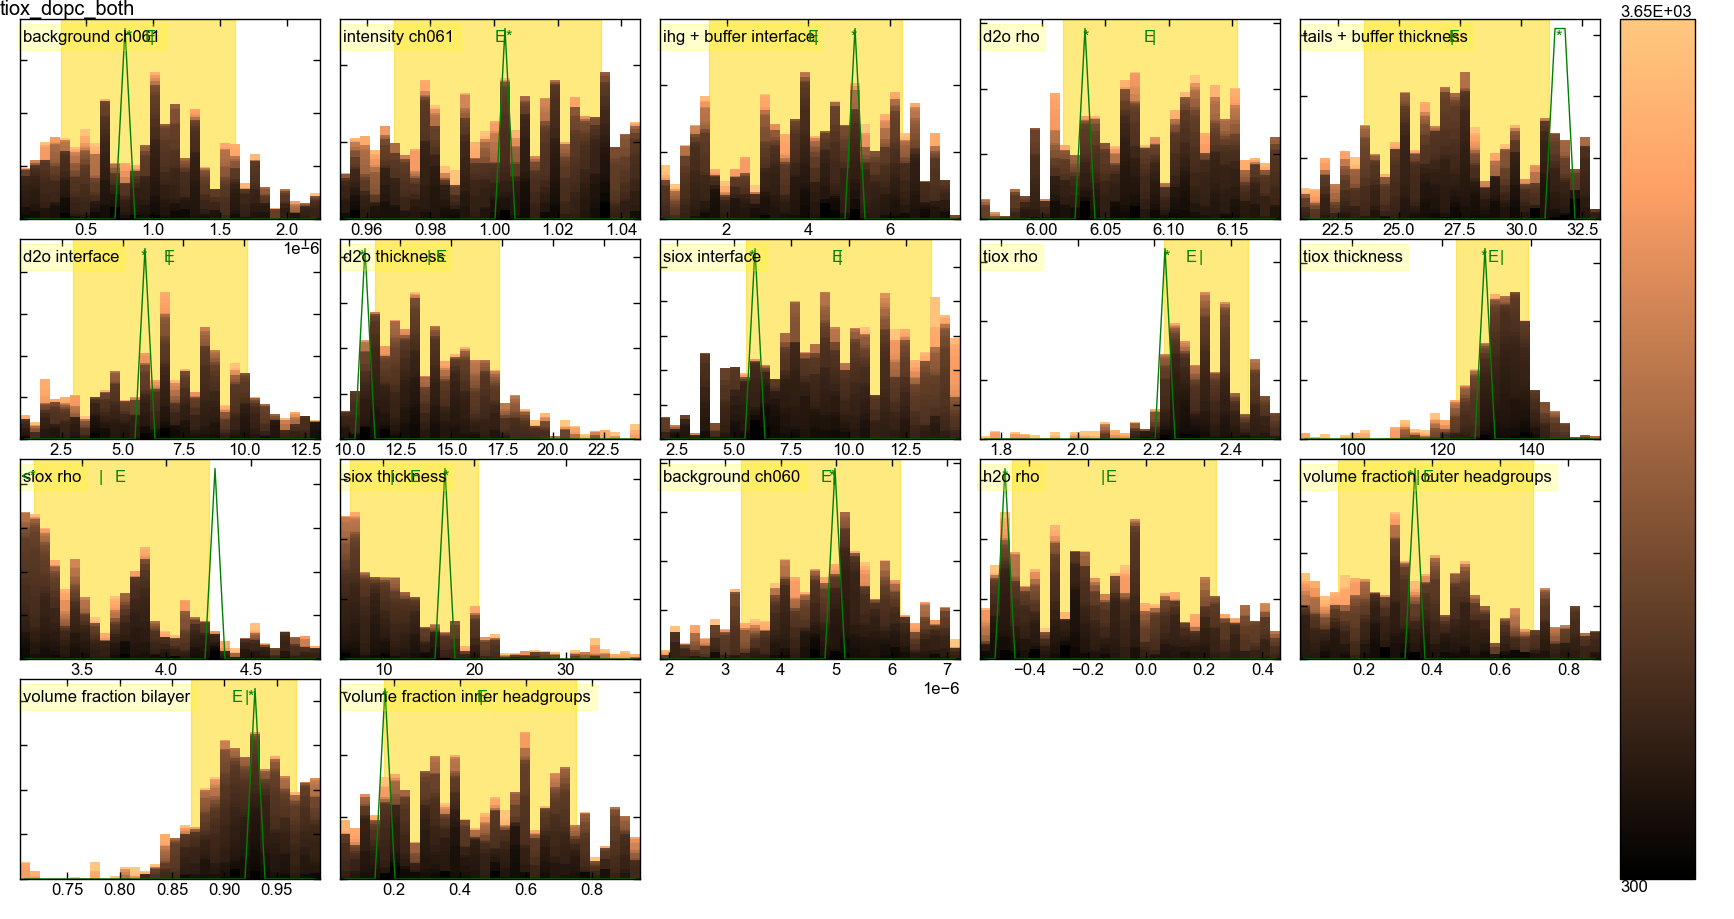 tiox_dopc_both
3.65E+03
background ch061
E|
*
intensity ch061
E*
ihg + buffer interface
E|
*
d2o rho
*
E|
tails + buffer thickness
E
*
0.5 1.0 1.5 2.0
1e−6
0.96 0.98 1.00 1.02 1.04
2 4 6
6.00 6.05 6.10 6.15
22.5 25.0 27.5 30.0 32.5
d2o interface
*
E
d2o thickness
*
|E
siox interface
*
E|
tiox rho
*
E|
tiox thickness
*E|
2.5 5.0 7.5 10.0 12.5
10.0 12.5 15.0 17.5 20.0 22.5
2.5 5.0 7.5 10.0 12.5
1.8 2.0 2.2 2.4
100 120 140
siox rho
| E
siox thickness
| E
*
background ch060
E*
h2o rho
*
|E
volume fraction outer headgroups
*|E
3.5 4.0 4.5
10 20 30
2 3 4 5 6 7
1e−6
−0.4 −0.2 0.0 0.2 0.4
0.2 0.4 0.6 0.8
volume fraction bilayer
E|*
volume fraction inner headgroups
*
E
0.75 0.80 0.85 0.90 0.95
0.2 0.4 0.6 0.8
300